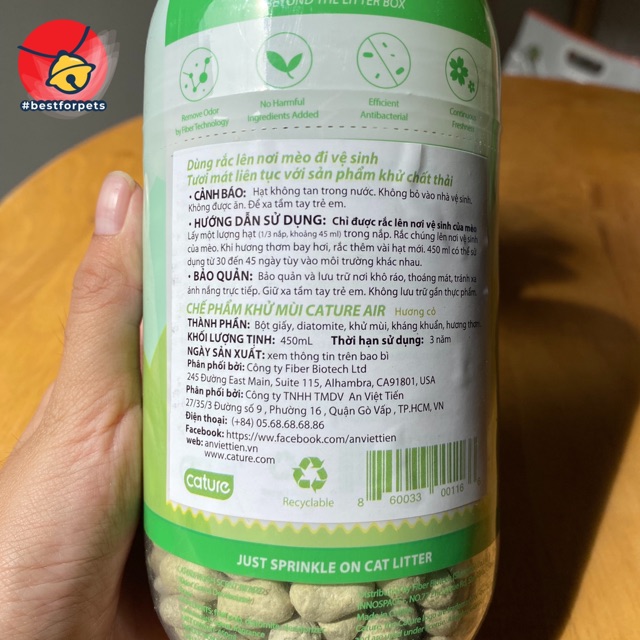 BEYOND THE LITTER BOX
#bestforpets
Remove Odor
by Fiber Technology
No Harmful
Ingredients Added
Efficient
Antibacterial
Continuous
Freshness
Dùng rắc lên nơi mèo đi vệ sinh
Tươi mát liên tục với sản phẩm khử chất thải
• CẢNH BÁO: Hạt không tan trong nước. Không bỏ vào nhà vệ sinh.
Không được ăn. Để xa tầm tay trẻ em.
• HƯỚNG DẪN SỬ DỤNG: Chỉ được rắc lên nơi vệ sinh của mèo
Lấy một lượng hạt (1/3 nắp, khoảng 45 ml) trong nắp. Rắc chúng lên nơi vệ sinh
của mèo. Khi hương thơm bay hơi, rắc thêm vài hạt mới. 450 ml có thể sử
dụng từ 30 đến 45 ngày tùy vào môi trường khác nhau.
• BẢO QUẢN: Bảo quản và lưu trữ nơi khô ráo, thoáng mát, tránh xa
ánh nắng trực tiếp. Giữ xa tầm tay trẻ em. Không lưu trữ gần thực phẩm.
CHẾ PHẨM KHỬ MÙI CATURE AIR Hương cỏ
THÀNH PHẦN: Bột giấy, diatomite, khử mùi, kháng khuẩn, hương thơm
KHỐI LƯỢNG TỊNH: 450mL Thời hạn sử dụng: 3 năm
NGÀY SẢN XUẤT: xem thông tin trên bao bì
Phân phối bởi: Công ty Fiber Biotech Ltd
245 Đường East Main, Suite 115, Alhambra, CA91801, USA
Phân phối bởi: Công ty TNHH TMDV An Việt Tiến
27/35/3 Đường số 9 , Phường 16 , Quận Gò Vấp , TP.HCM, VN
Điện thoại: (+84) 05.68.68.68.86
Facebook: https://www.facebook.com/anviettien
web: anviettien.vn
www.cature.com
cature
Recyclable
8 60033 00116
JUST SPRINKLE ON CAT LITTER